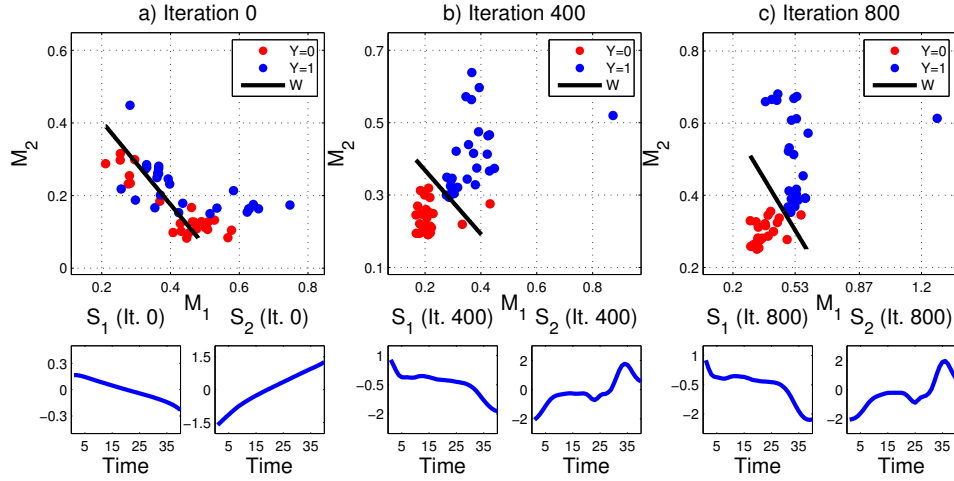 a) Iteration 0
b) Iteration 400
c) Iteration 800
M2
0.6
0.4
0.2
0
0 0.2 0.4 0.6 0.8
M1
Y=0
Y=1
W
M2
0.7
0.5
0.3
0.1
0.2 0.4 0.6 0.8
M1
Y=0
Y=1
W
M2
0.8
0.6
0.4
0.2
0.2 0.53 0.87 1.2
M1
Y=0
Y=1
W
S1 (It. 0)
0.3
0
−0.3
5 15 25 35
Time
S2 (It. 0)
1.5
0
−1.5
5 15 25 35
Time
S1 (It. 400)
1
−0.5
−2
5 15 25 35
Time
S2 (It. 400)
2
0
−2
5 15 25 35
Time
S1 (It. 800)
1
−0.5
−2
5 15 25 35
Time
S2 (It. 800)
2
0
−2
5 15 25 35
Time